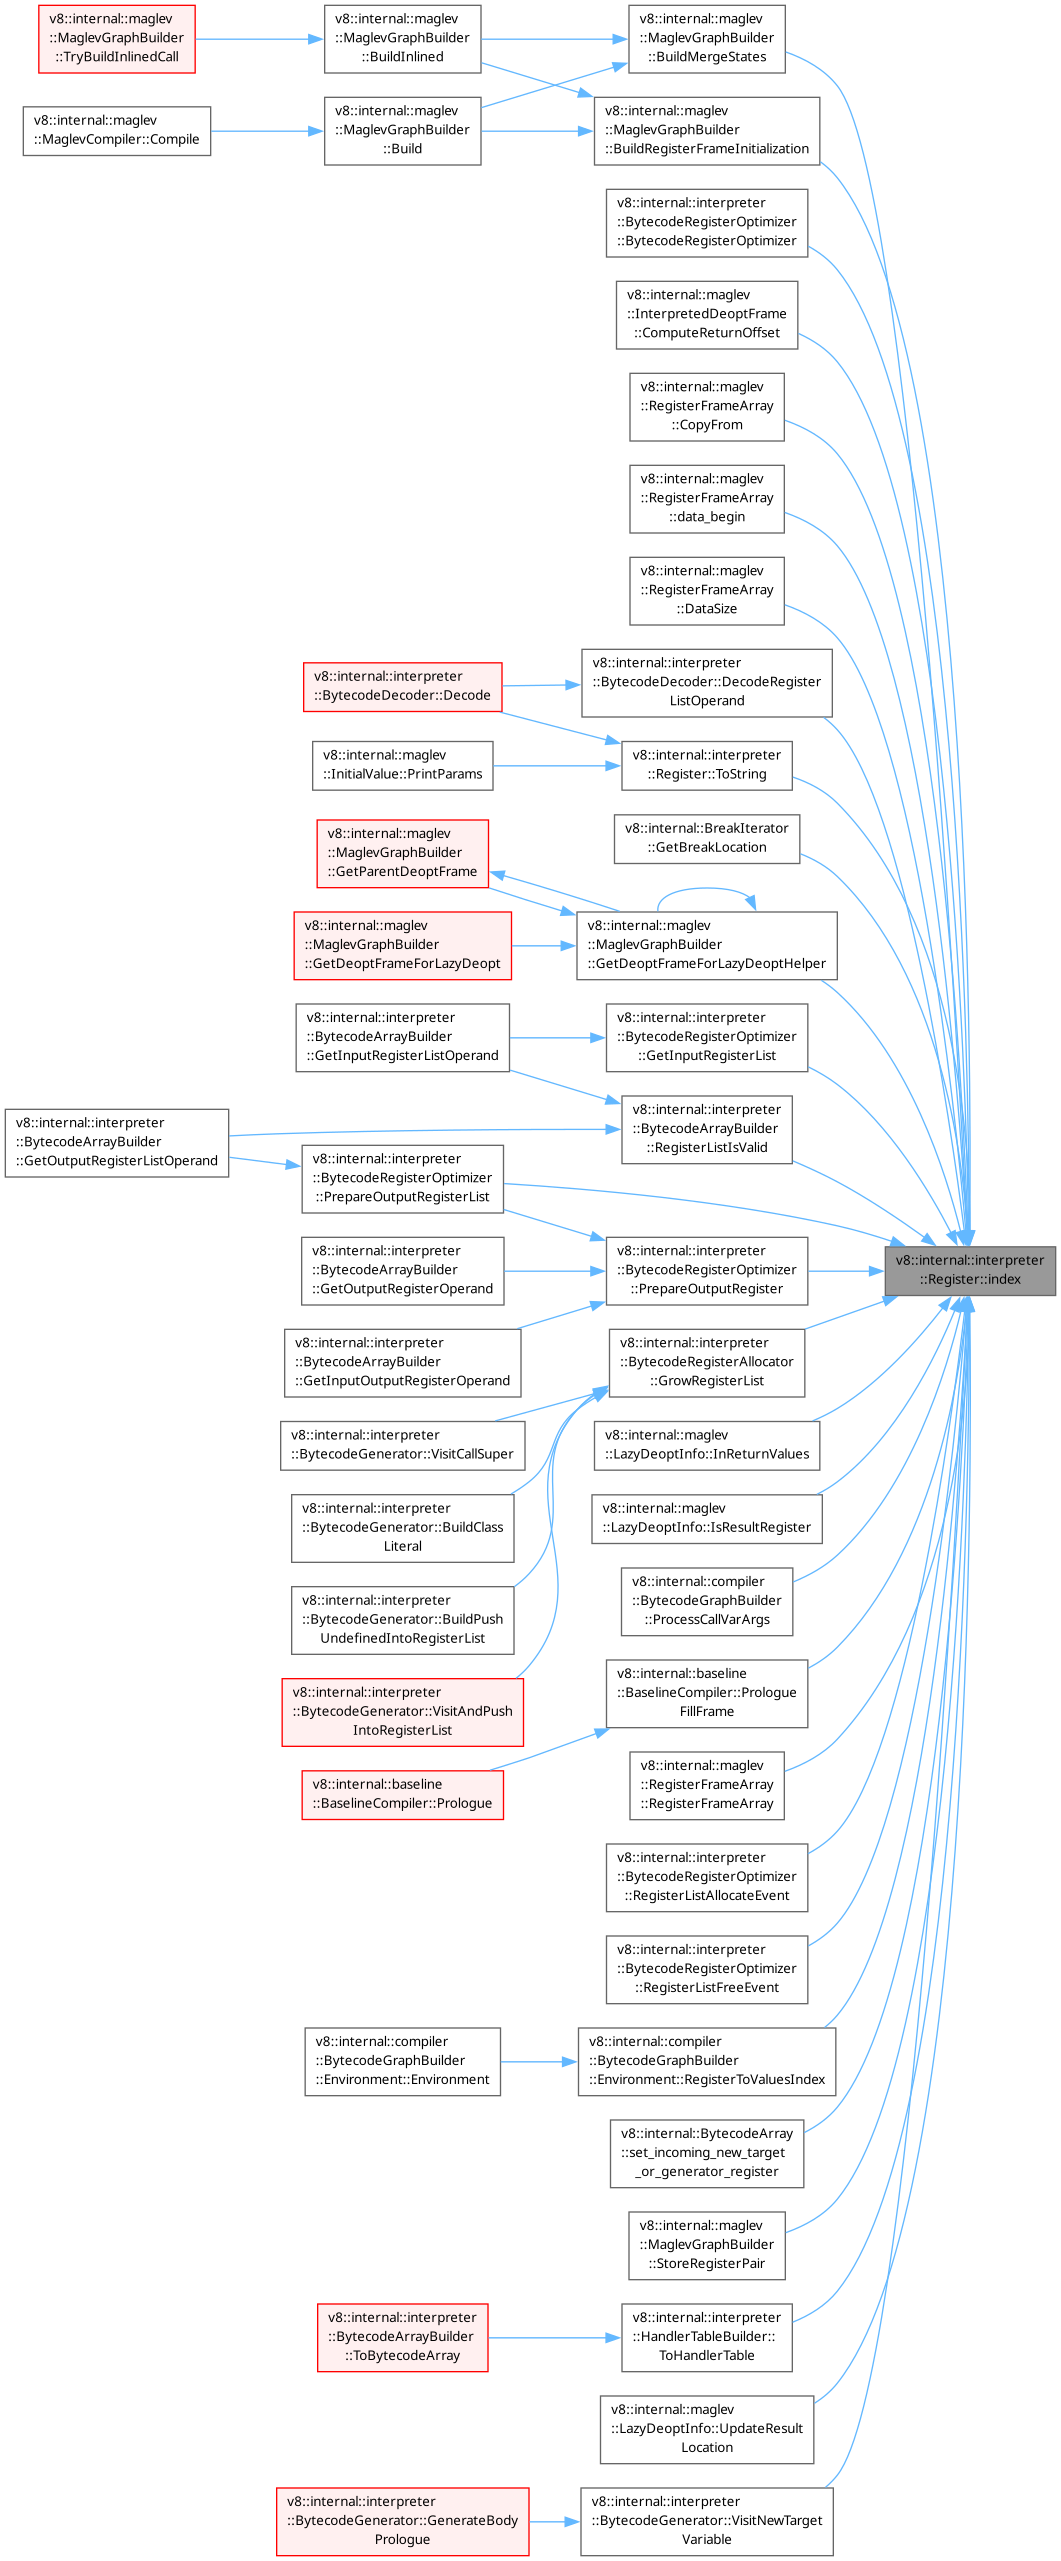 v8::internal::maglev
::MaglevGraphBuilder
::TryBuildInlinedCall
v8::internal::maglev
::MaglevGraphBuilder
::BuildInlined
v8::internal::maglev
::MaglevGraphBuilder
::BuildMergeStates
v8::internal::maglev
::MaglevCompiler::Compile
v8::internal::maglev
::MaglevGraphBuilder
::Build
v8::internal::maglev
::MaglevGraphBuilder
::BuildRegisterFrameInitialization
v8::internal::interpreter
::BytecodeRegisterOptimizer
::BytecodeRegisterOptimizer
v8::internal::maglev
::InterpretedDeoptFrame
::ComputeReturnOffset
v8::internal::maglev
::RegisterFrameArray
::CopyFrom
v8::internal::maglev
::RegisterFrameArray
::data_begin
v8::internal::maglev
::RegisterFrameArray
::DataSize
v8::internal::interpreter
::BytecodeDecoder::Decode
v8::internal::interpreter
::BytecodeDecoder::DecodeRegister
ListOperand
v8::internal::maglev
::InitialValue::PrintParams
v8::internal::interpreter
::Register::ToString
v8::internal::BreakIterator
::GetBreakLocation
v8::internal::maglev
::MaglevGraphBuilder
::GetParentDeoptFrame
v8::internal::maglev
::MaglevGraphBuilder
::GetDeoptFrameForLazyDeopt
v8::internal::maglev
::MaglevGraphBuilder
::GetDeoptFrameForLazyDeoptHelper
v8::internal::interpreter
::BytecodeArrayBuilder
::GetInputRegisterListOperand
v8::internal::interpreter
::BytecodeRegisterOptimizer
::GetInputRegisterList
v8::internal::interpreter
::BytecodeArrayBuilder
::GetOutputRegisterListOperand
v8::internal::interpreter
::BytecodeArrayBuilder
::RegisterListIsValid
v8::internal::interpreter
::BytecodeRegisterOptimizer
::PrepareOutputRegisterList
v8::internal::interpreter
::BytecodeArrayBuilder
::GetOutputRegisterOperand
v8::internal::interpreter
::BytecodeRegisterOptimizer
::PrepareOutputRegister
v8::internal::interpreter
::Register::index
v8::internal::interpreter
::BytecodeArrayBuilder
::GetInputOutputRegisterOperand
v8::internal::interpreter
::BytecodeRegisterAllocator
::GrowRegisterList
v8::internal::interpreter
::BytecodeGenerator::VisitCallSuper
v8::internal::maglev
::LazyDeoptInfo::InReturnValues
v8::internal::interpreter
::BytecodeGenerator::BuildClass
Literal
v8::internal::maglev
::LazyDeoptInfo::IsResultRegister
v8::internal::interpreter
::BytecodeGenerator::BuildPush
UndefinedIntoRegisterList
v8::internal::compiler
::BytecodeGraphBuilder
::ProcessCallVarArgs
v8::internal::interpreter
::BytecodeGenerator::VisitAndPush
IntoRegisterList
v8::internal::baseline
::BaselineCompiler::Prologue
FillFrame
v8::internal::baseline
::BaselineCompiler::Prologue
v8::internal::maglev
::RegisterFrameArray
::RegisterFrameArray
v8::internal::interpreter
::BytecodeRegisterOptimizer
::RegisterListAllocateEvent
v8::internal::interpreter
::BytecodeRegisterOptimizer
::RegisterListFreeEvent
v8::internal::compiler
::BytecodeGraphBuilder
::Environment::Environment
v8::internal::compiler
::BytecodeGraphBuilder
::Environment::RegisterToValuesIndex
v8::internal::BytecodeArray
::set_incoming_new_target
_or_generator_register
v8::internal::maglev
::MaglevGraphBuilder
::StoreRegisterPair
v8::internal::interpreter
::BytecodeArrayBuilder
::ToBytecodeArray
v8::internal::interpreter
::HandlerTableBuilder::
ToHandlerTable
v8::internal::maglev
::LazyDeoptInfo::UpdateResult
Location
v8::internal::interpreter
::BytecodeGenerator::GenerateBody
Prologue
v8::internal::interpreter
::BytecodeGenerator::VisitNewTarget
Variable